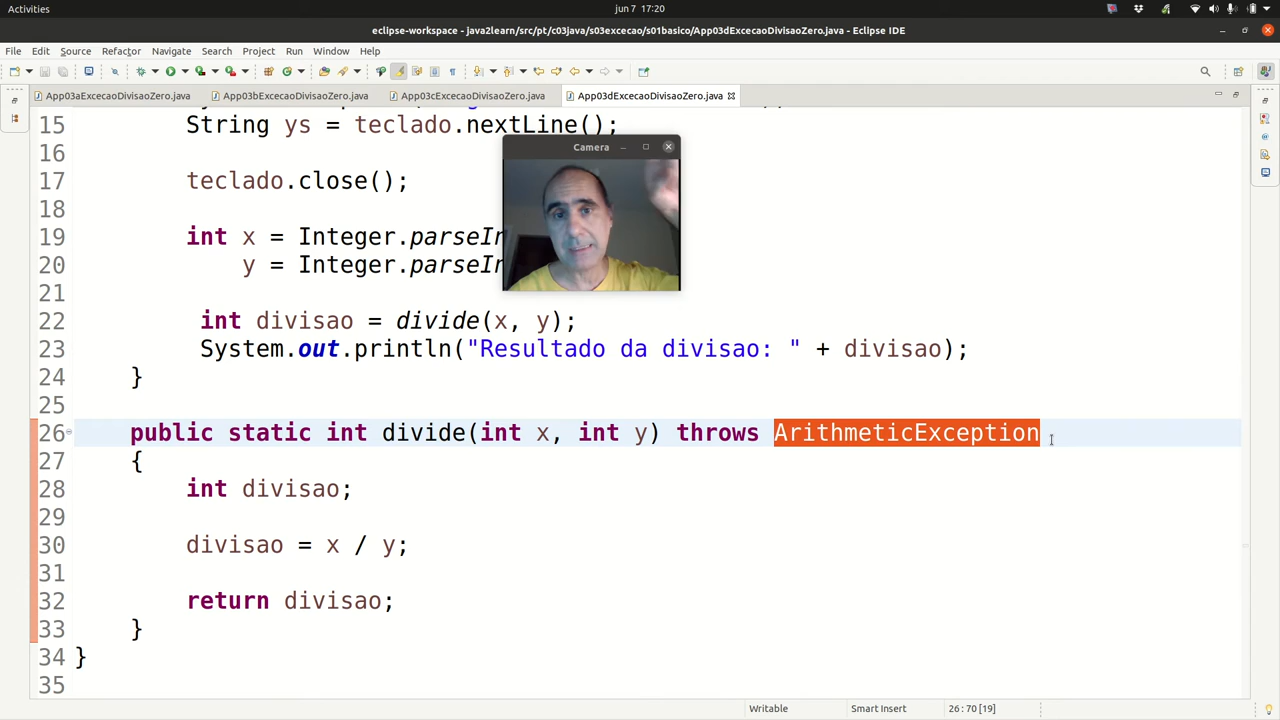 Activities
jun 7 17:20
eclipse-workspace - java2learn/src/pt/c03java/s03excecao/s01basico/App03dExcecaoDivisaoZero.java - Eclipse IDE
File Edit Source Refactor Navigate Search Project Run Window Help
App03aExcecaoDivisaoZero.java App03bExcecaoDivisaoZero.java App03cExcecaoDivisaoZero.java App03dExcecaoDivisaoZero.java
15 String ys = teclado.nextLine();
16
17 teclado.close();
18
19 int x = Integer.parseIn
20 y = Integer.parseIn
21
22 int divisao = divide(x, y);
23 System.out.println("Resultado da divisao: " + divisao);
24 }
25
26 public static int divide(int x, int y) throws ArithmeticException
27 {
28 int divisao;
29
30 divisao = x / y;
31
32 return divisao;
33 }
34 }
35
Camera
Writable Smart Insert 26 : 70 [19]